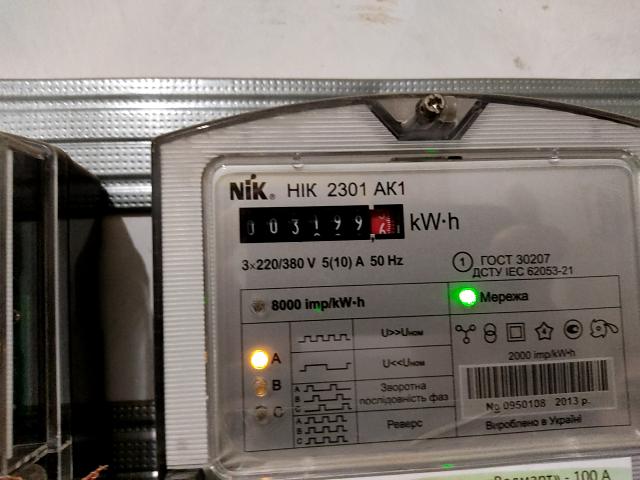 NiK® НІК 2301 АК1
003199 6 kW·h
3×220/380 V 5(10) A 50 Hz
1 ГОСТ 30207
ДСТУ IEC 62053-21
8000 imp/kW·h
Мережа
A
B
C
U>>Uном
U<<Uном
A
B
C
Зворотна
послідовність фаз
A
B
C
Реверс
2000 imp/kW·h
№ 0950108 2013 р.
Вироблено в Україні
- 100 А